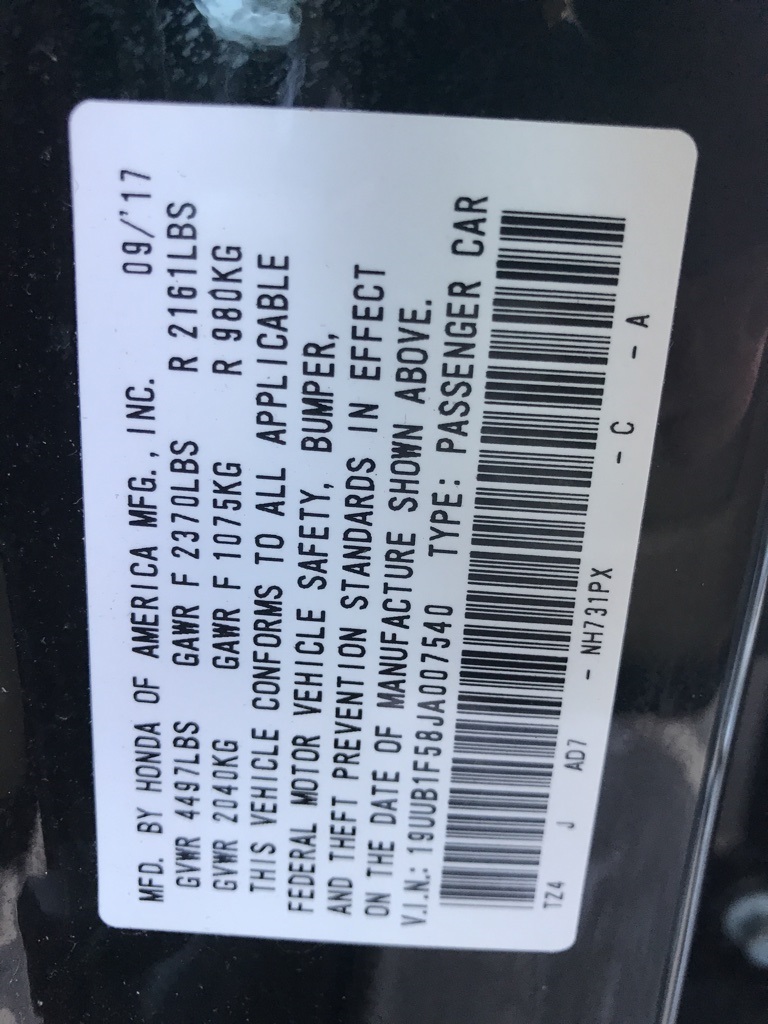 MFD. BY HONDA OF AMERICA MFG., INC. 09/'17
GVWR 4497LBS GAWR F 2370LBS R 2161LBS
GVWR 2040KG GAWR F 1075KG R 980KG
THIS VEHICLE CONFORMS TO ALL APPLICABLE
FEDERAL MOTOR VEHICLE SAFETY, BUMPER,
AND THEFT PREVENTION STANDARDS IN EFFECT
ON THE DATE OF MANUFACTURE SHOWN ABOVE.
V.I.N.: 19UUB1F58JA007540 TYPE: PASSENGER CAR
TZ4 J AD7 - NH731PX - C - A